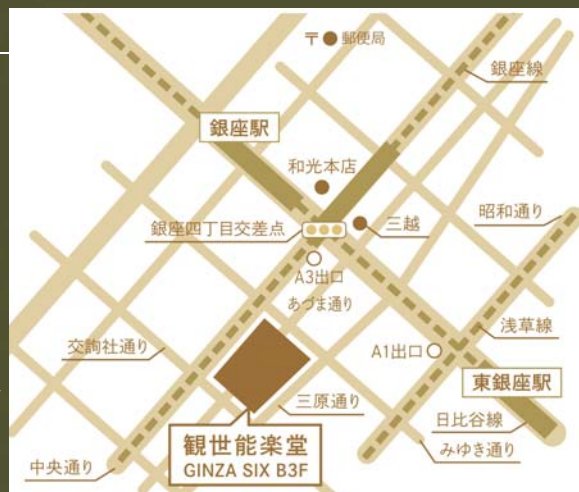 〒 郵便局
銀座線
銀座駅
和光本店
昭和通り
銀座四丁目交差点
三越
A3出口
あづま通り
浅草線
交詢社通り
A1出口
東銀座駅
三原通り
日比谷線
観世能楽堂
GINZA SIX B3F
みゆき通り
中央通り